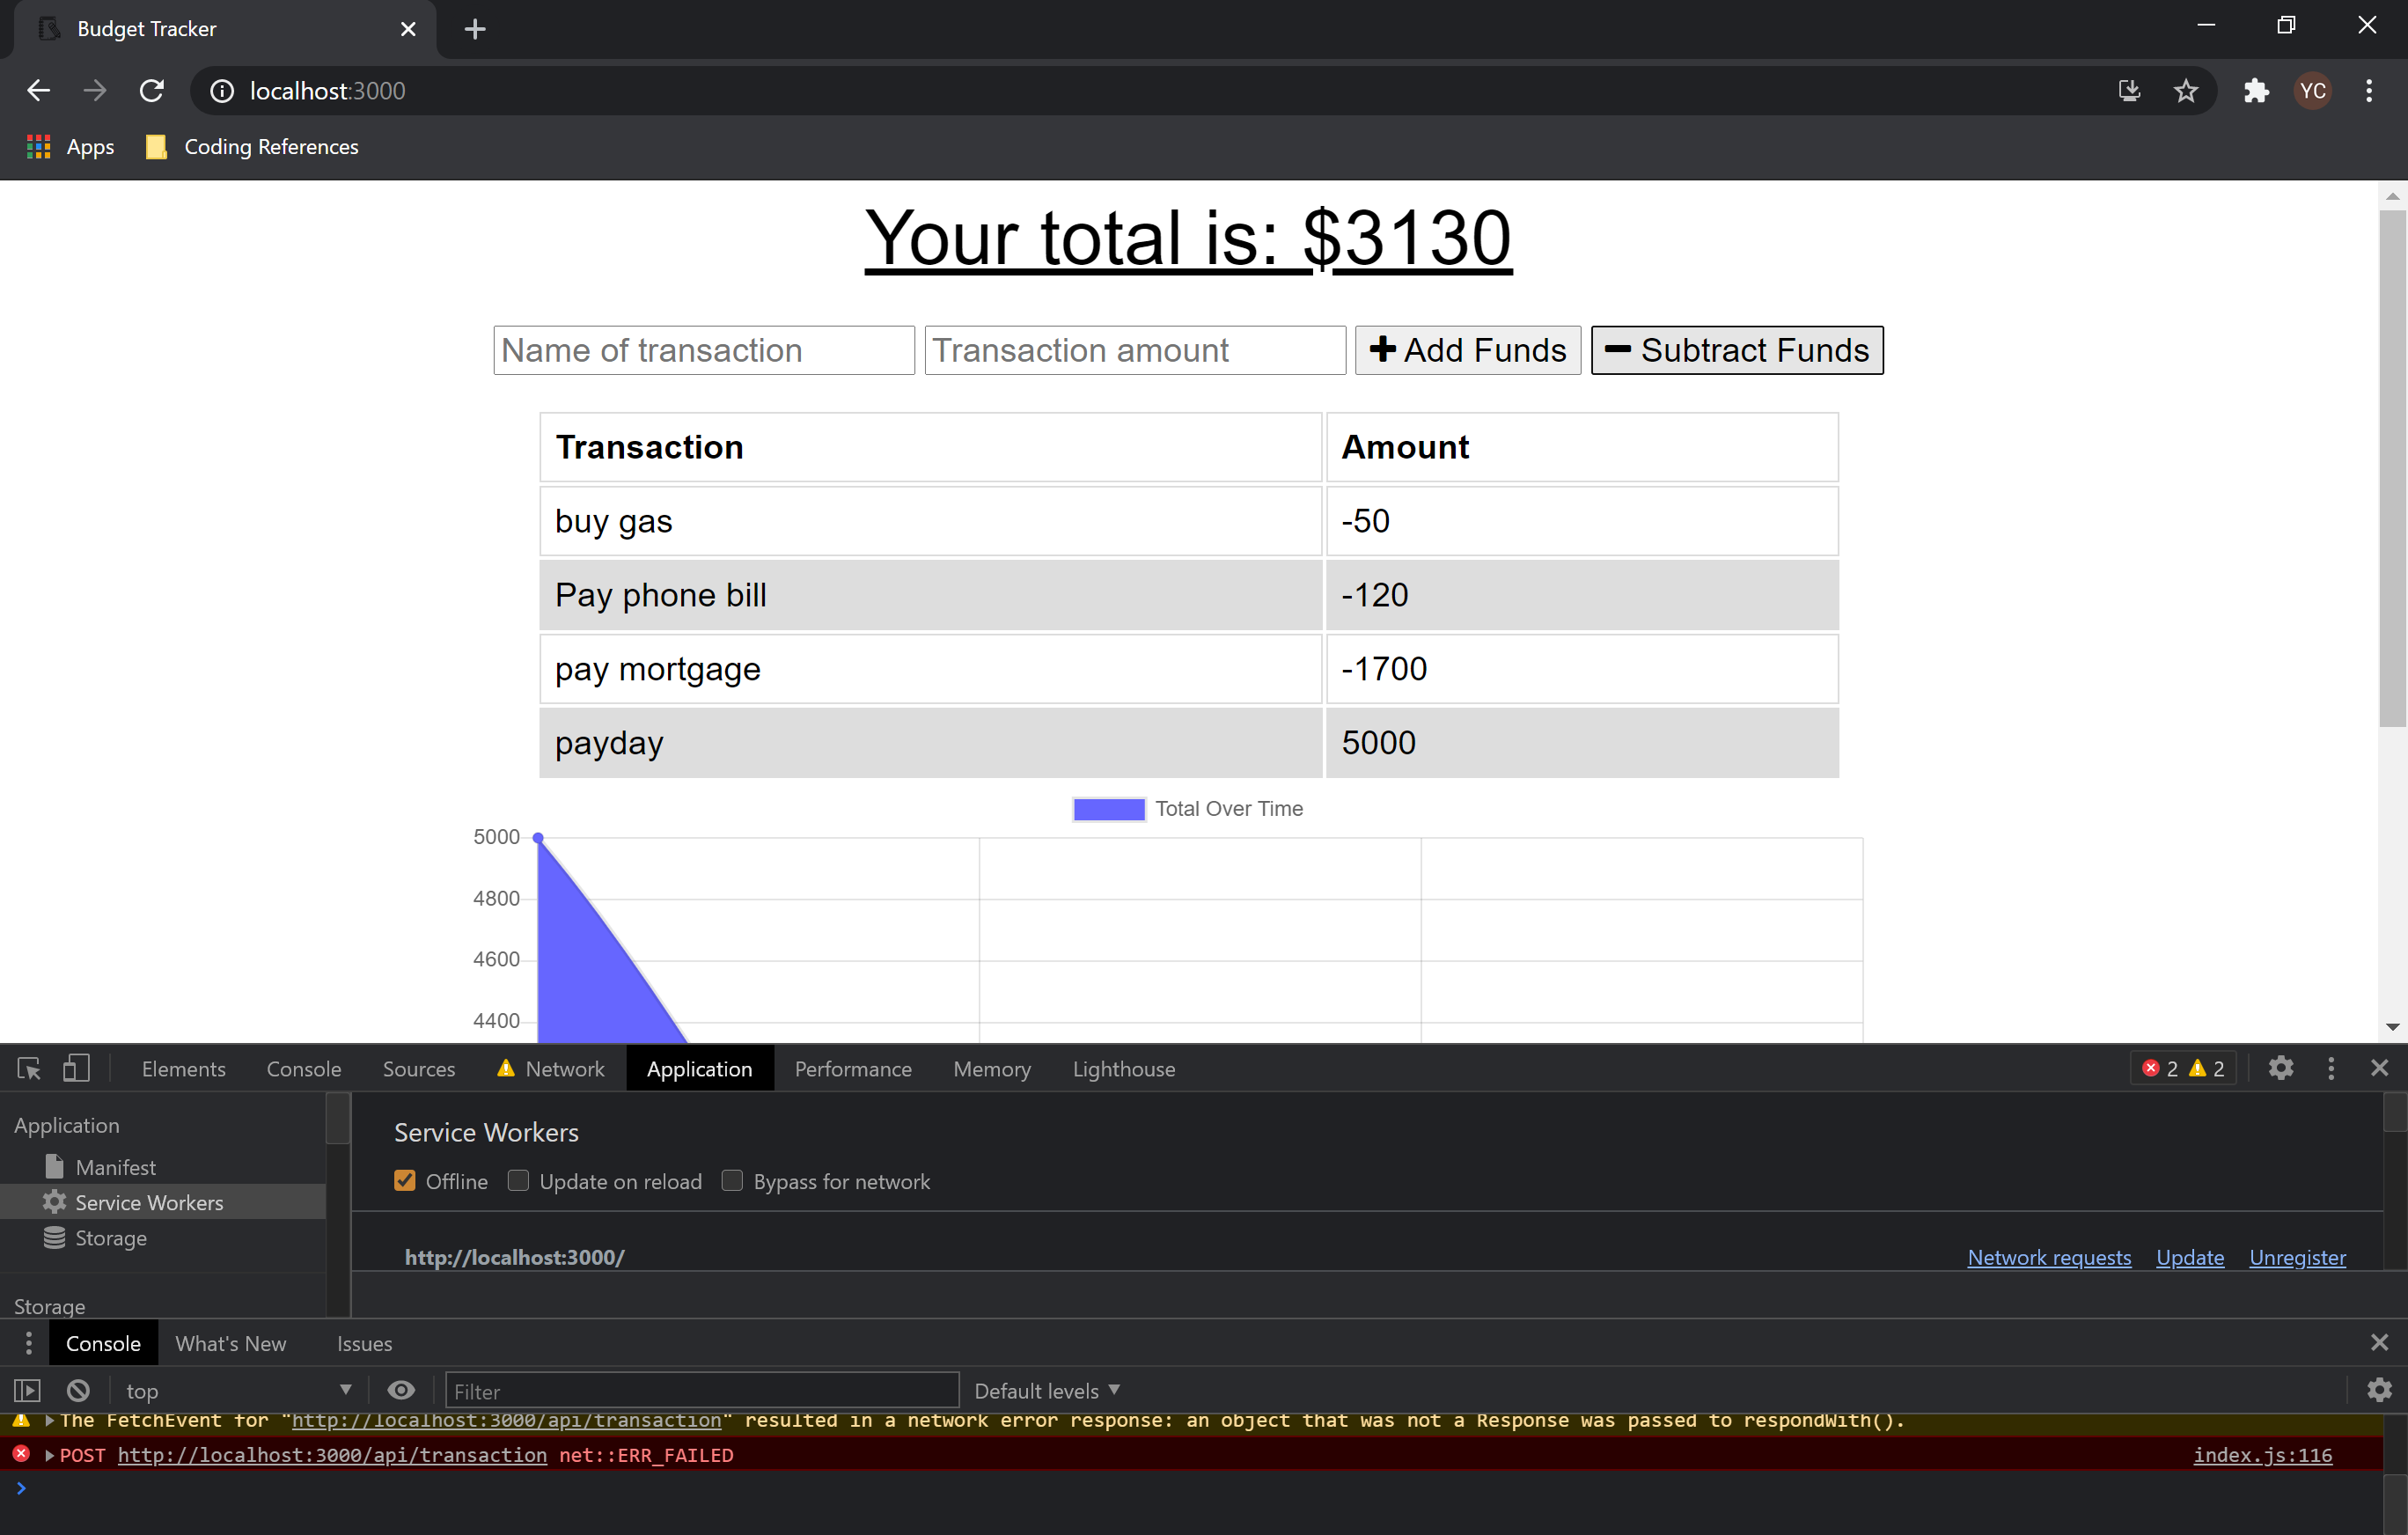 Budget Tracker
localhost:3000
YC
Apps
Coding References
Your total is: $3130
Name of transaction
Transaction amount
Add Funds
Subtract Funds
Transaction Amount
buy gas -50
Pay phone bill -120
pay mortgage -1700
payday 5000
Total Over Time
5000
4800
4600
4400
Elements Console Sources Network Application Performance Memory Lighthouse 2 2
Application
Manifest
Service Workers
Storage
Storage
Service Workers
Offline Update on reload Bypass for network
http://localhost:3000/ Network requests Update Unregister
Console What's New Issues
top Filter Default levels
The FetchEvent for "http://localhost:3000/api/transaction" resulted in a network error response: an object that was not a Response was passed to respondWith().
POST http://localhost:3000/api/transaction net::ERR_FAILED index.js:116